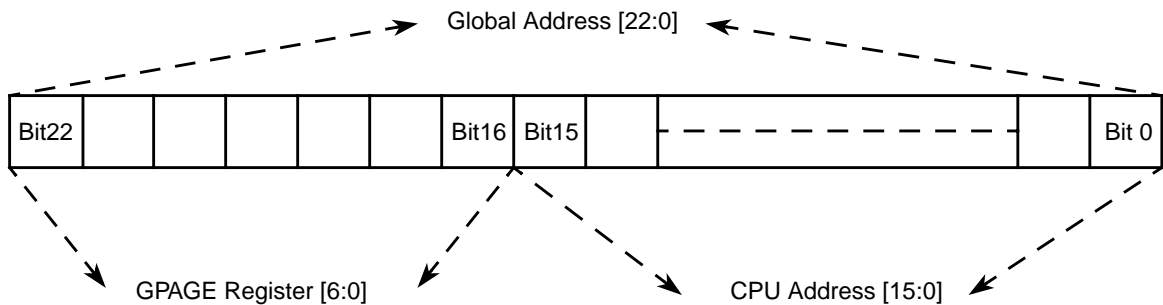 Global Address [22:0]
Bit22 Bit16 Bit15 Bit 0
GPAGE Register [6:0] CPU Address [15:0]